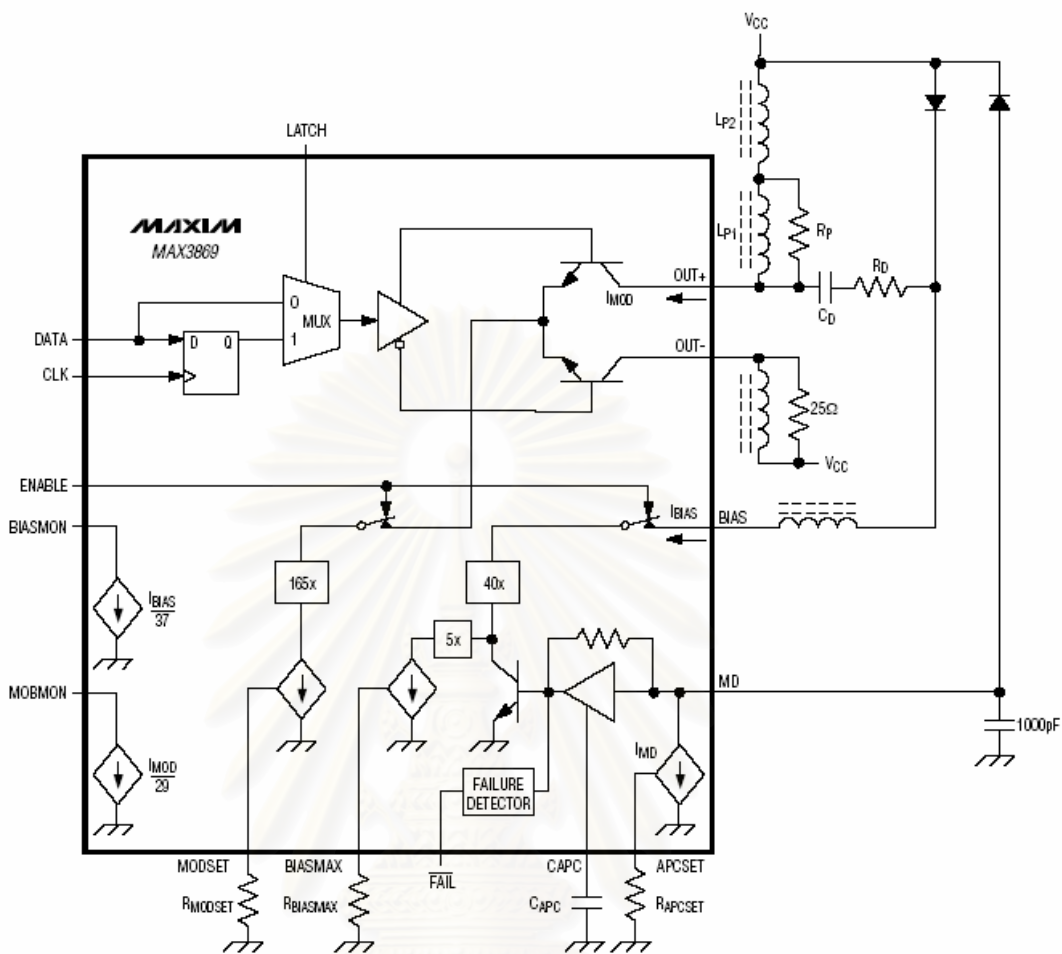 VCC
LP2
LATCH
MAXIM
MAX3869
LP1
RP
RD
OUT+
IMOD
CD
0
MUX
1
DATA
D Q
CLK
OUT-
25Ω
VCC
ENABLE
IBIAS
BIAS
BIASMON
165x
40x
IBIAS
37
5x
MD
MOBMON
1000pF
IMD
IMOD
29
FAILURE
DETECTOR
MODSET
BIASMAX
FAIL
CAPC
APCSET
RMODSET
RBIASMAX
CAPC
RAPCSET